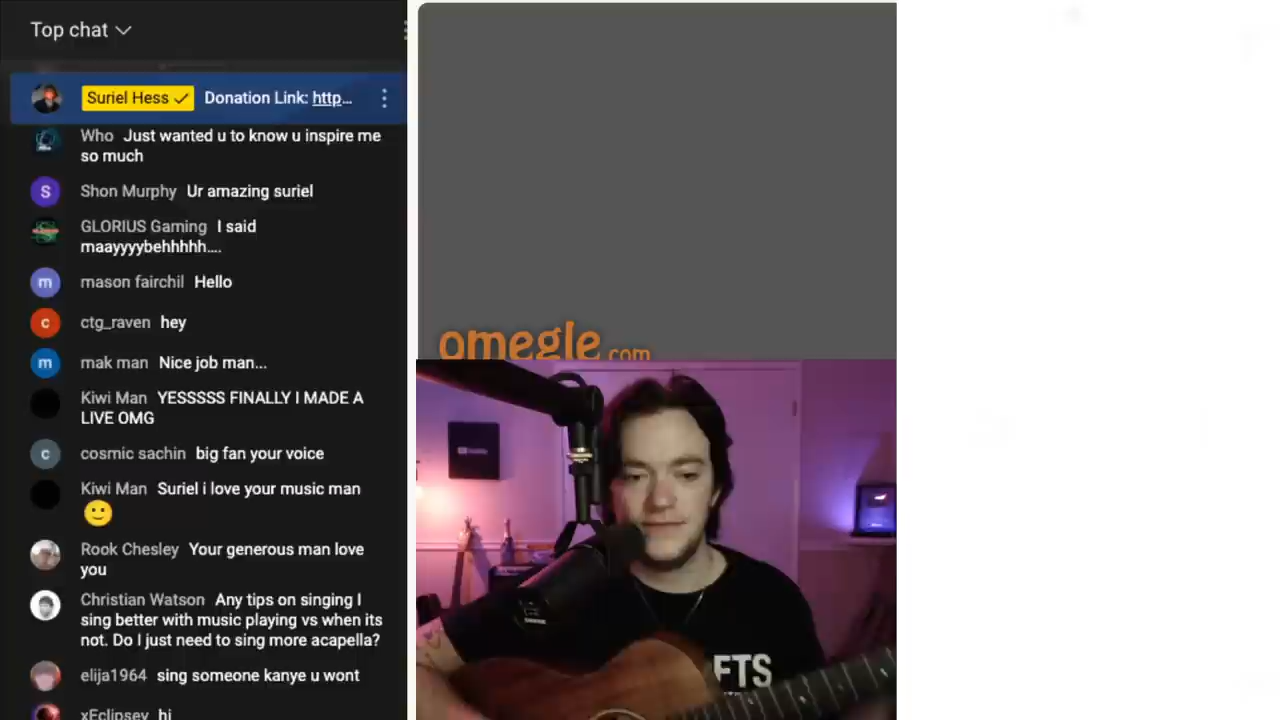 Top chat
Suriel Hess Donation Link: http...
Who Just wanted u to know u inspire me
so much
Shon Murphy Ur amazing suriel
GLORIUS Gaming I said
maayyyybehhhhh....
mason fairchil Hello
ctg_raven hey
mak man Nice job man...
Kiwi Man YESSSSS FINALLY I MADE A
LIVE OMG
cosmic sachin big fan your voice
Kiwi Man Suriel i love your music man
🙂
Rook Chesley Your generous man love
you
Christian Watson Any tips on singing I
sing better with music playing vs when its
not. Do I just need to sing more acapella?
elija1964 sing someone kanye u wont
xEclipsey hi
omegle.com
FTS